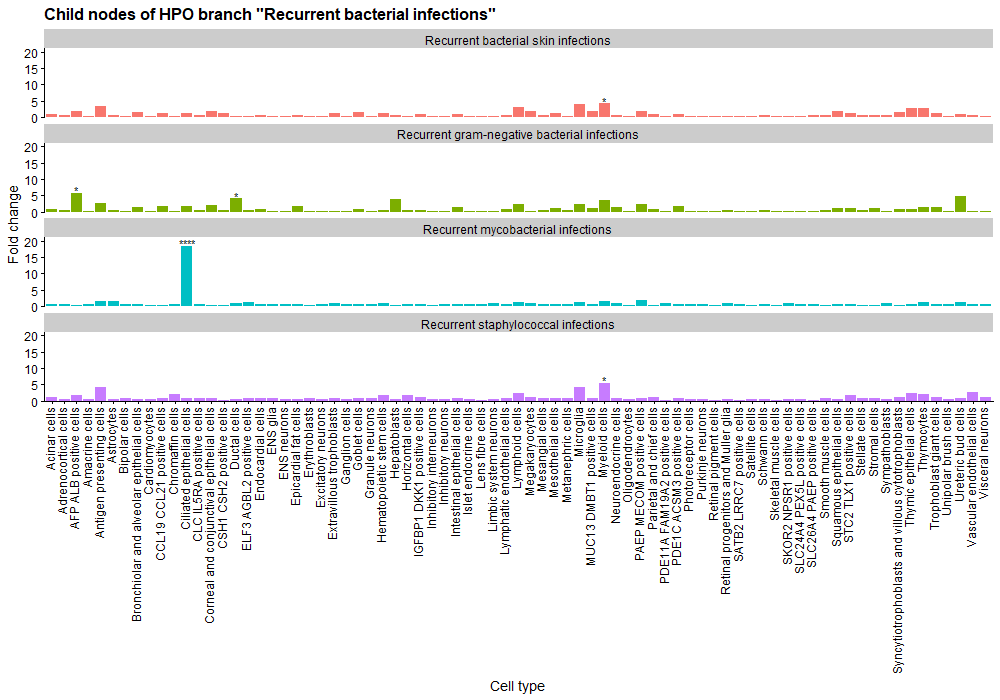 Child nodes of HPO branch "Recurrent bacterial infections"
Recurrent bacterial skin infections
20
15
10
5
0
*
Recurrent gram-negative bacterial infections
20
15
10
5
0
*
*
Recurrent mycobacterial infections
20
15
10
5
0
****
Recurrent staphylococcal infections
20
15
10
5
0
*
Fold change
Acinar cells
Adrenocortical cells
AFP ALB positive cells
Amacrine cells
Antigen presenting cells
Astrocytes
Bipolar cells
Bronchiolar and alveolar epithelial cells
Cardiomyocytes
CCL19 CCL21 positive cells
Chromaffin cells
Ciliated epithelial cells
CLC IL5RA positive cells
Corneal and conjunctival epithelial cells
CSH1 CSH2 positive cells
Ductal cells
ELF3 AGBL2 positive cells
Endocardial cells
ENS glia
ENS neurons
Epicardial fat cells
Erythroblasts
Excitatory neurons
Extravillous trophoblasts
Ganglion cells
Goblet cells
Granule neurons
Hematopoietic stem cells
Hepatoblasts
Horizontal cells
IGFBP1 DKK1 positive cells
Inhibitory interneurons
Inhibitory neurons
Intestinal epithelial cells
Islet endocrine cells
Lens fibre cells
Limbic system neurons
Lymphatic endothelial cells
Lymphoid cells
Megakaryocytes
Mesangial cells
Mesothelial cells
Metanephric cells
Microglia
MUC13 DMBT1 positive cells
Myeloid cells
Neuroendocrine cells
Oligodendrocytes
PAEP MECOM positive cells
Parietal and chief cells
PDE11A FAM19A2 positive cells
PDE1C ACSM3 positive cells
Photoreceptor cells
Purkinje neurons
Retinal pigment cells
Retinal progenitors and Muller glia
SATB2 LRRC7 positive cells
Satellite cells
Schwann cells
Skeletal muscle cells
SKOR2 NPSR1 positive cells
SLC24A4 PEX5L positive cells
SLC26A4 PAEP positive cells
Smooth muscle cells
Squamous epithelial cells
STC2 TLX1 positive cells
Stellate cells
Stromal cells
Sympathoblasts
Syncytiotrophoblasts and villous cytotrophoblasts
Thymic epithelial cells
Thymocytes
Trophoblast giant cells
Unipolar brush cells
Ureteric bud cells
Vascular endothelial cells
Visceral neurons
Cell type